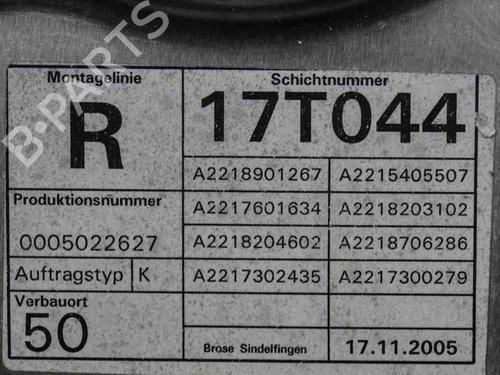 B-PARTS
Montagelinie
R
Schichtnummer
17T044
A2218901267 A2215405507
Produktionsnummer
A2217601634 A2218203102
0005022627
A2218204602 A2218706286
Auftragstyp K
A2217302435 A2217300279
Verbauort
50
Brose Sindelfingen 17.11.2005